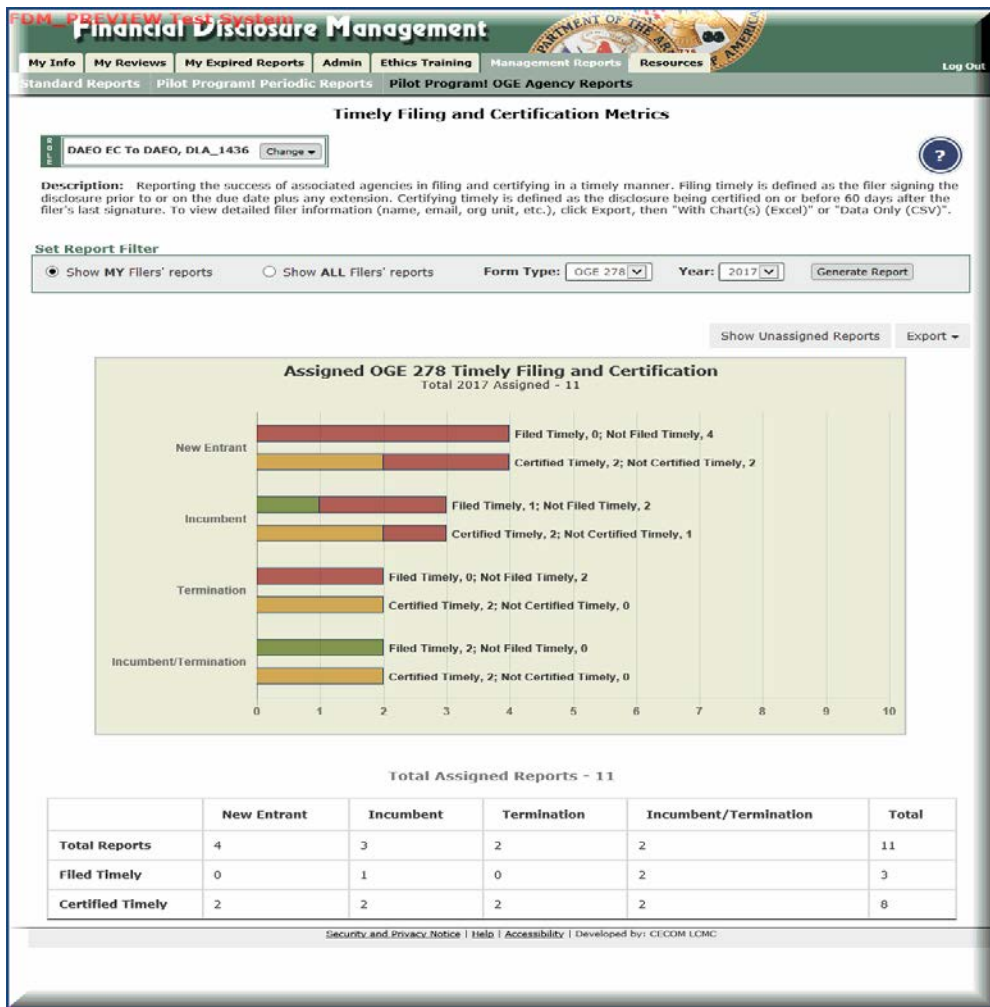 FDM_PREVIEW Test System
Financial Disclosure Management
DEPARTMENT OF THE ARMY
AMERICA
My Info My Reviews My Expired Reports Admin Ethics Training Management Reports Resources Log Out
Standard Reports Pilot Program! Periodic Reports Pilot Program! OGE Agency Reports
Timely Filing and Certification Metrics
ROLE DAEO EC To DAEO, DLA_1436 Change
?
Description: Reporting the success of associated agencies in filing and certifying in a timely manner. Filing timely is defined as the filer signing the
disclosure prior to or on the due date plus any extension. Certifying timely is defined as the disclosure being certified on or before 60 days after the
filer's last signature. To view detailed filer information (name, email, org unit, etc.), click Export, then "With Chart(s) (Excel)" or "Data Only (CSV)".
Set Report Filter
Show MY Filers' reports Show ALL Filers' reports Form Type: OGE 278 Year: 2017 Generate Report
Show Unassigned Reports Export
Assigned OGE 278 Timely Filing and Certification
Total 2017 Assigned - 11
New Entrant
Filed Timely, 0; Not Filed Timely, 4
Certified Timely, 2; Not Certified Timely, 2
Incumbent
Filed Timely, 1; Not Filed Timely, 2
Certified Timely, 2; Not Certified Timely, 1
Termination
Filed Timely, 0; Not Filed Timely, 2
Certified Timely, 2; Not Certified Timely, 0
Incumbent/Termination
Filed Timely, 2; Not Filed Timely, 0
Certified Timely, 2; Not Certified Timely, 0
0 1 2 3 4 5 6 7 8 9 10
Total Assigned Reports - 11
New Entrant Incumbent Termination Incumbent/Termination Total
Total Reports 4 3 2 2 11
Filed Timely 0 1 0 2 3
Certified Timely 2 2 2 2 8
Security and Privacy Notice | Help | Accessibility | Developed by: CECOM LCMC